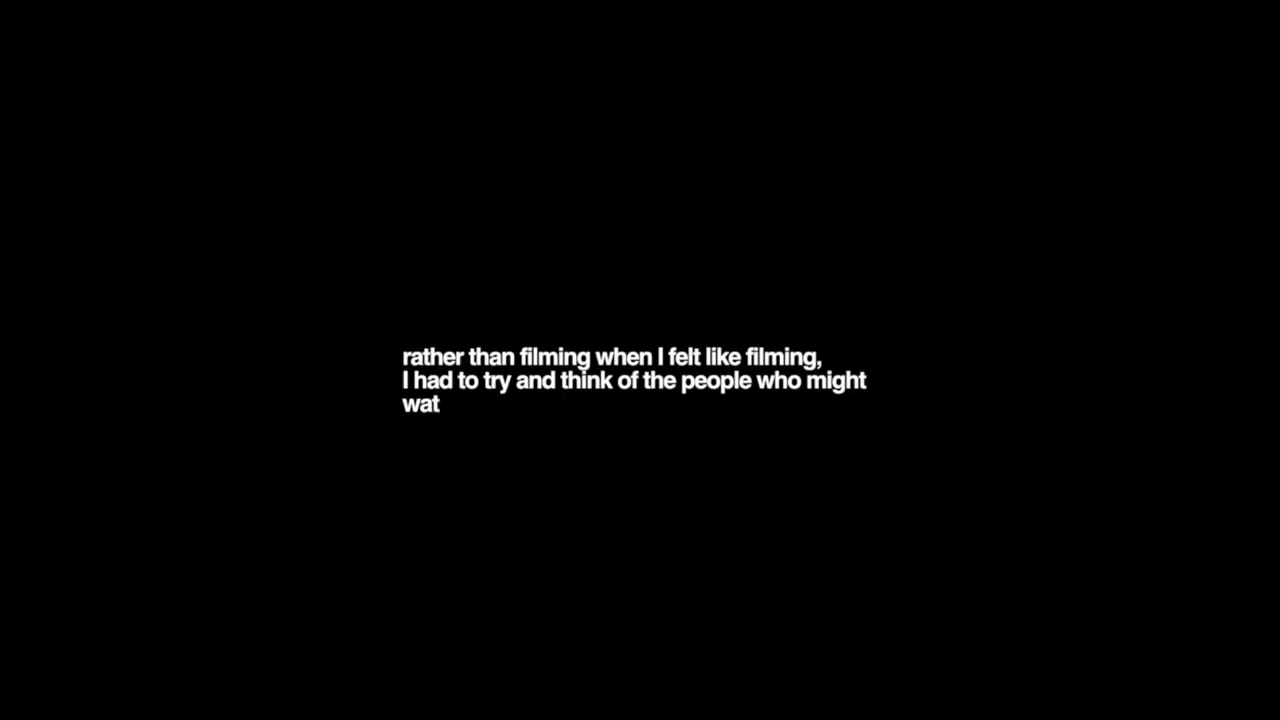 rather than filming when I felt like filming,
I had to try and think of the people who might
wat